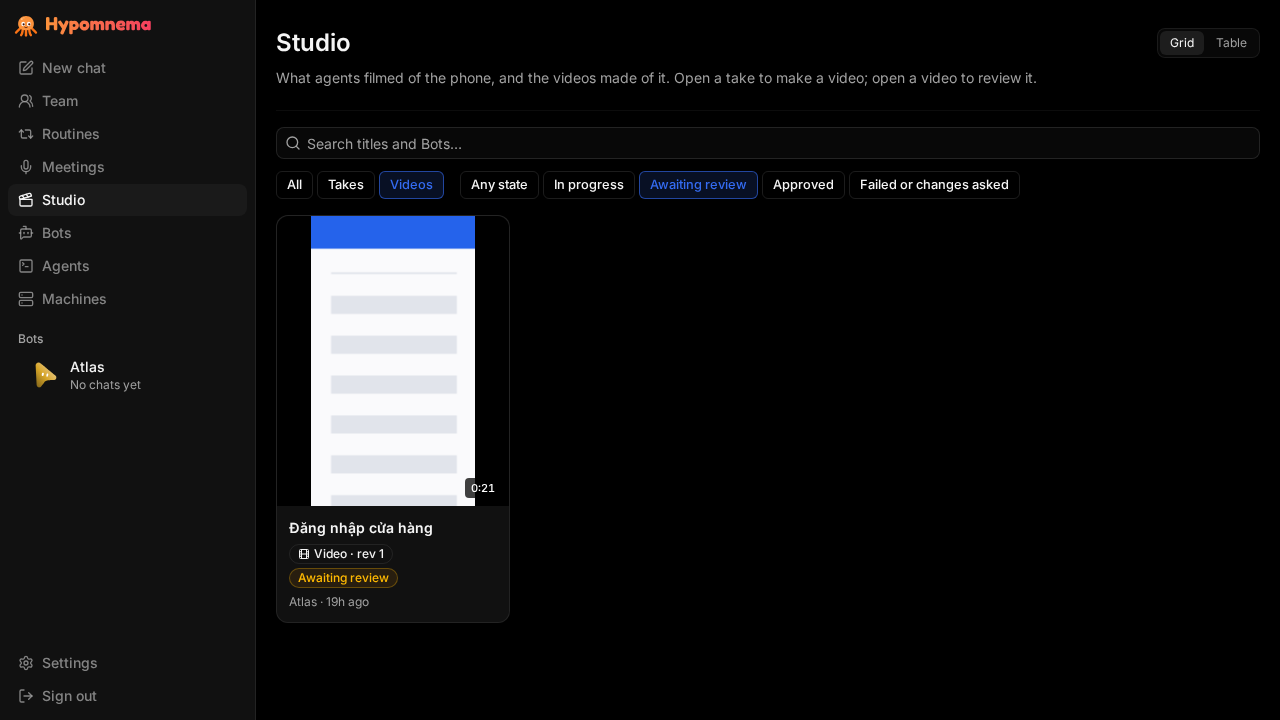 Hypomnema
New chat
Team
Routines
Meetings
Studio
Bots
Agents
Machines
Bots
Atlas
No chats yet
Settings
Sign out
Studio
Grid
Table
What agents filmed of the phone, and the videos made of it. Open a take to make a video; open a video to review it.
Search titles and Bots...
All
Takes
Videos
Any state
In progress
Awaiting review
Approved
Failed or changes asked
0:21
Đăng nhập cửa hàng
Video · rev 1
Awaiting review
Atlas · 19h ago